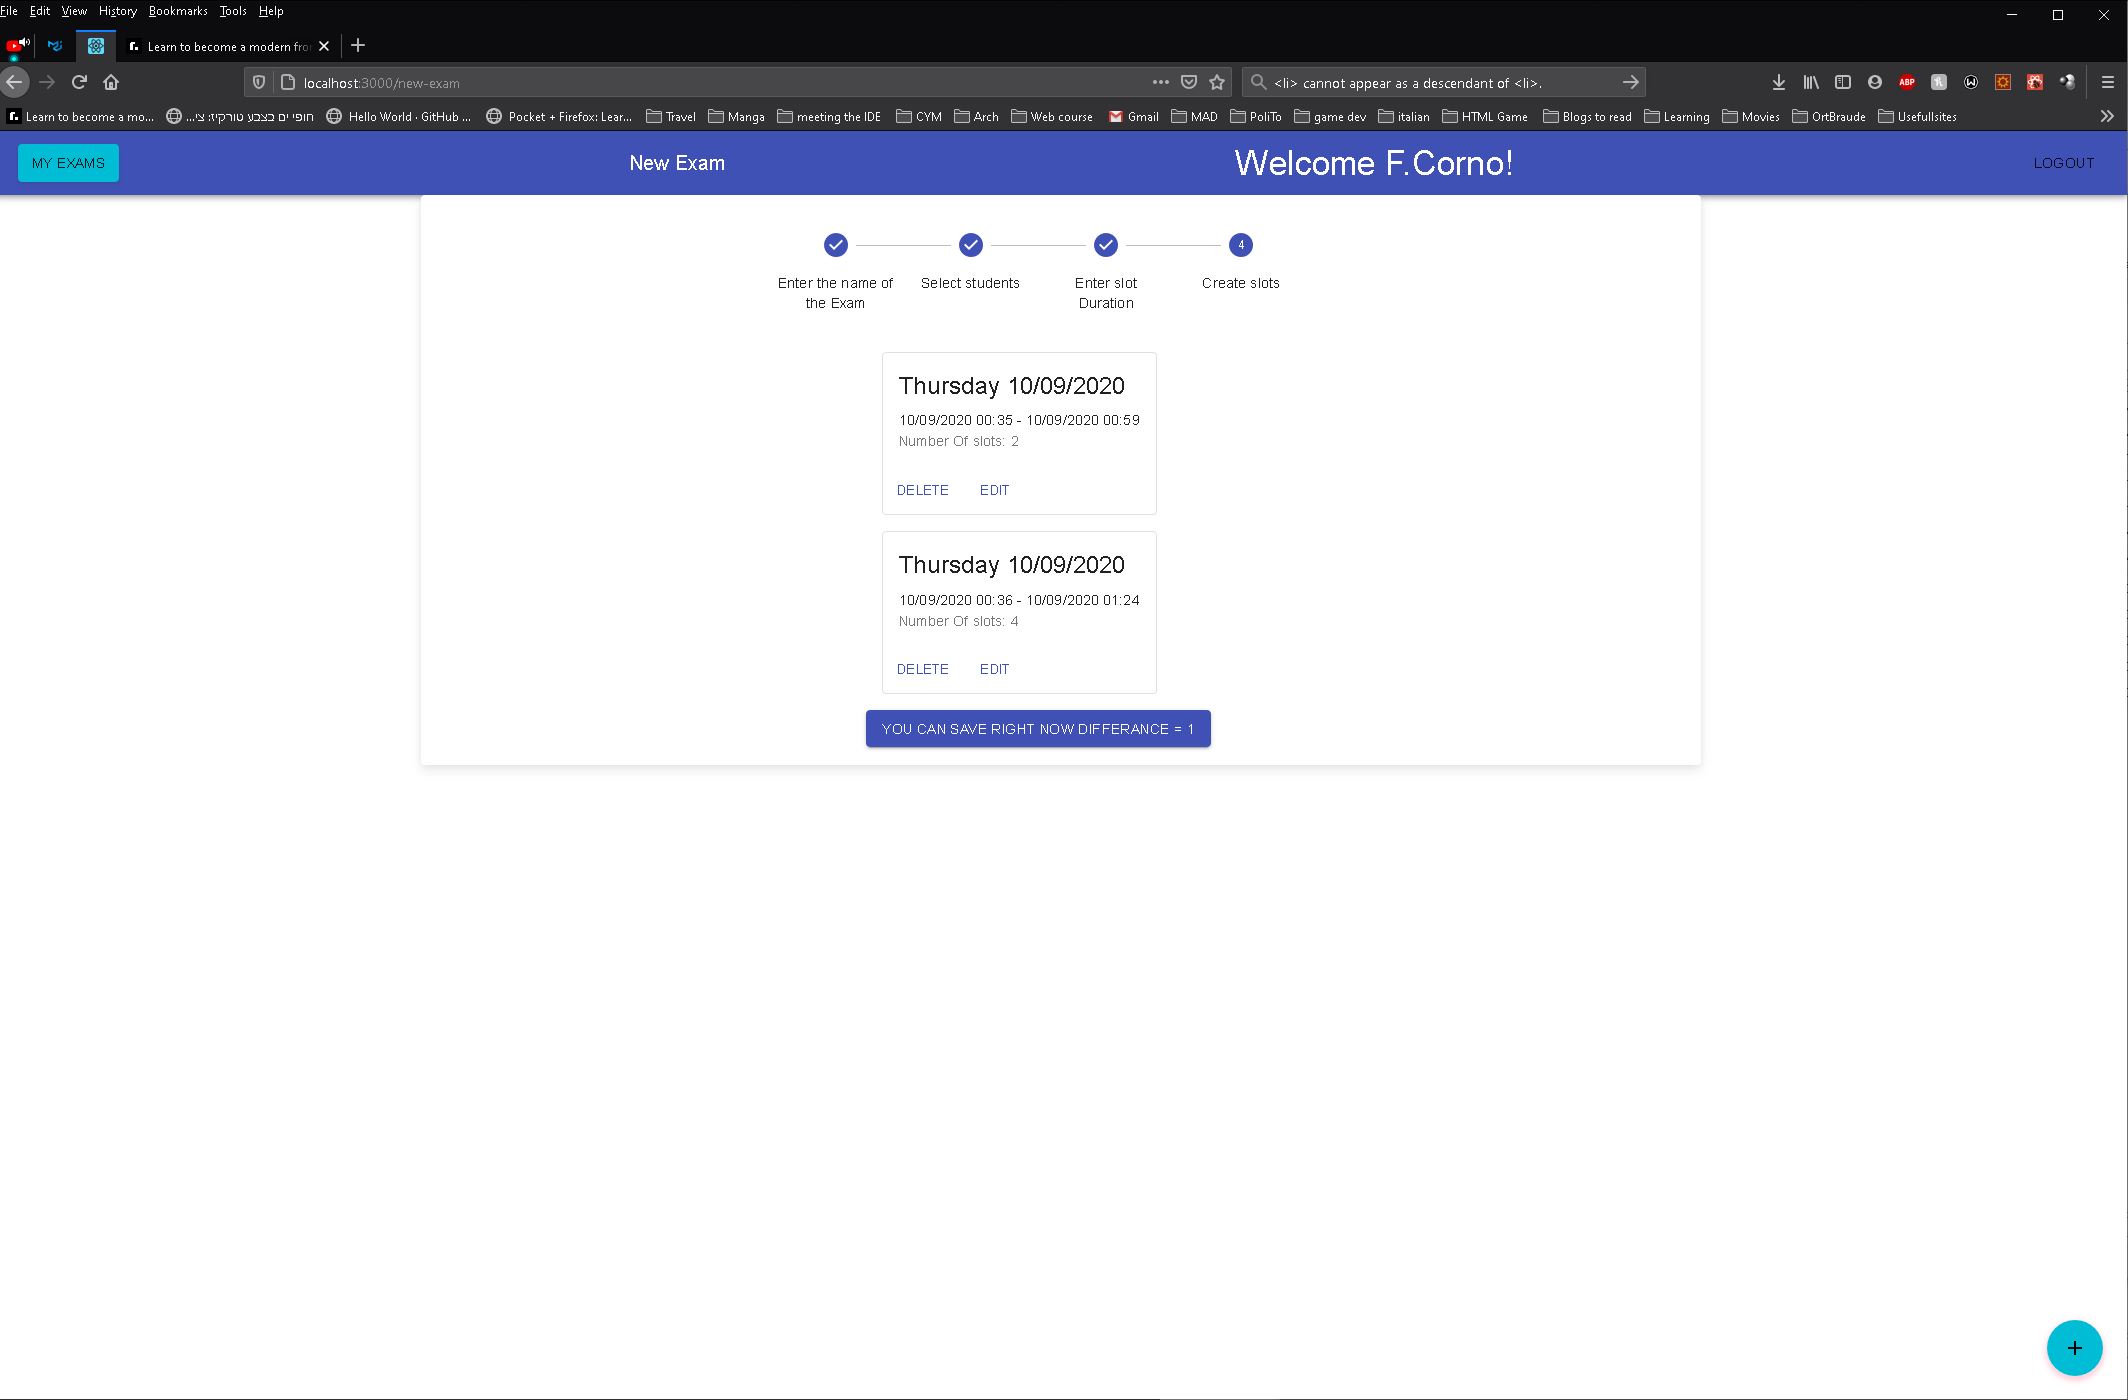 File Edit View History Bookmarks Tools Help
Learn to become a modern fro
localhost:3000/new-exam
<li> cannot appear as a descendant of <li>.
ABP
Learn to become a mo...
חופי ים בצבע טורקיז: צי...
Hello World · GitHub ...
Pocket + Firefox: Lear...
Travel
Manga
meeting the IDE
CYM
Arch
Web course
Gmail
MAD
PoliTo
game dev
italian
HTML Game
Blogs to read
Learning
Movies
OrtBraude
Usefullsites
MY EXAMS
New Exam
Welcome F.Corno!
LOGOUT
4
Enter the name of
the Exam
Select students
Enter slot
Duration
Create slots
Thursday 10/09/2020
10/09/2020 00:35 - 10/09/2020 00:59
Number Of slots: 2
DELETE EDIT
Thursday 10/09/2020
10/09/2020 00:36 - 10/09/2020 01:24
Number Of slots: 4
DELETE EDIT
YOU CAN SAVE RIGHT NOW DIFFERANCE = 1